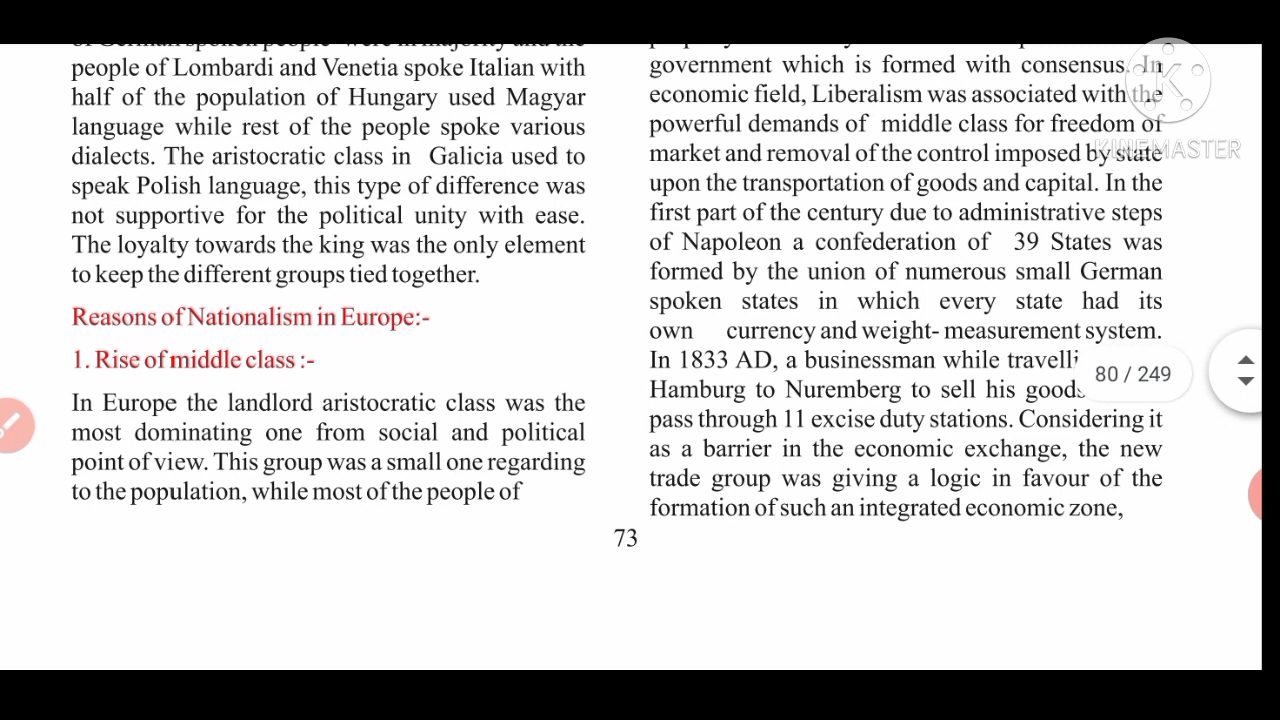 of German spoken people were in majority and the
people of Lombardi and Venetia spoke Italian with
half of the population of Hungary used Magyar
language while rest of the people spoke various
dialects. The aristocratic class in Galicia used to
speak Polish language, this type of difference was
not supportive for the political unity with ease.
The loyalty towards the king was the only element
to keep the different groups tied together.
Reasons of Nationalism in Europe:-
1. Rise of middle class :-
In Europe the landlord aristocratic class was the
most dominating one from social and political
point of view. This group was a small one regarding
to the population, while most of the people of
government which is formed with consensus. In
economic field, Liberalism was associated with the
powerful demands of middle class for freedom of
market and removal of the control imposed by state
upon the transportation of goods and capital. In the
first part of the century due to administrative steps
of Napoleon a confederation of 39 States was
formed by the union of numerous small German
spoken states in which every state had its
own currency and weight- measurement system.
In 1833 AD, a businessman while
Hamburg to Nuremberg to sell his goods
pass through 11 excise duty stations. Considering it
as a barrier in the economic exchange, the new
trade group was giving a logic in favour of the
formation of such an integrated economic zone,
73
80 / 249
K
KINEMASTER